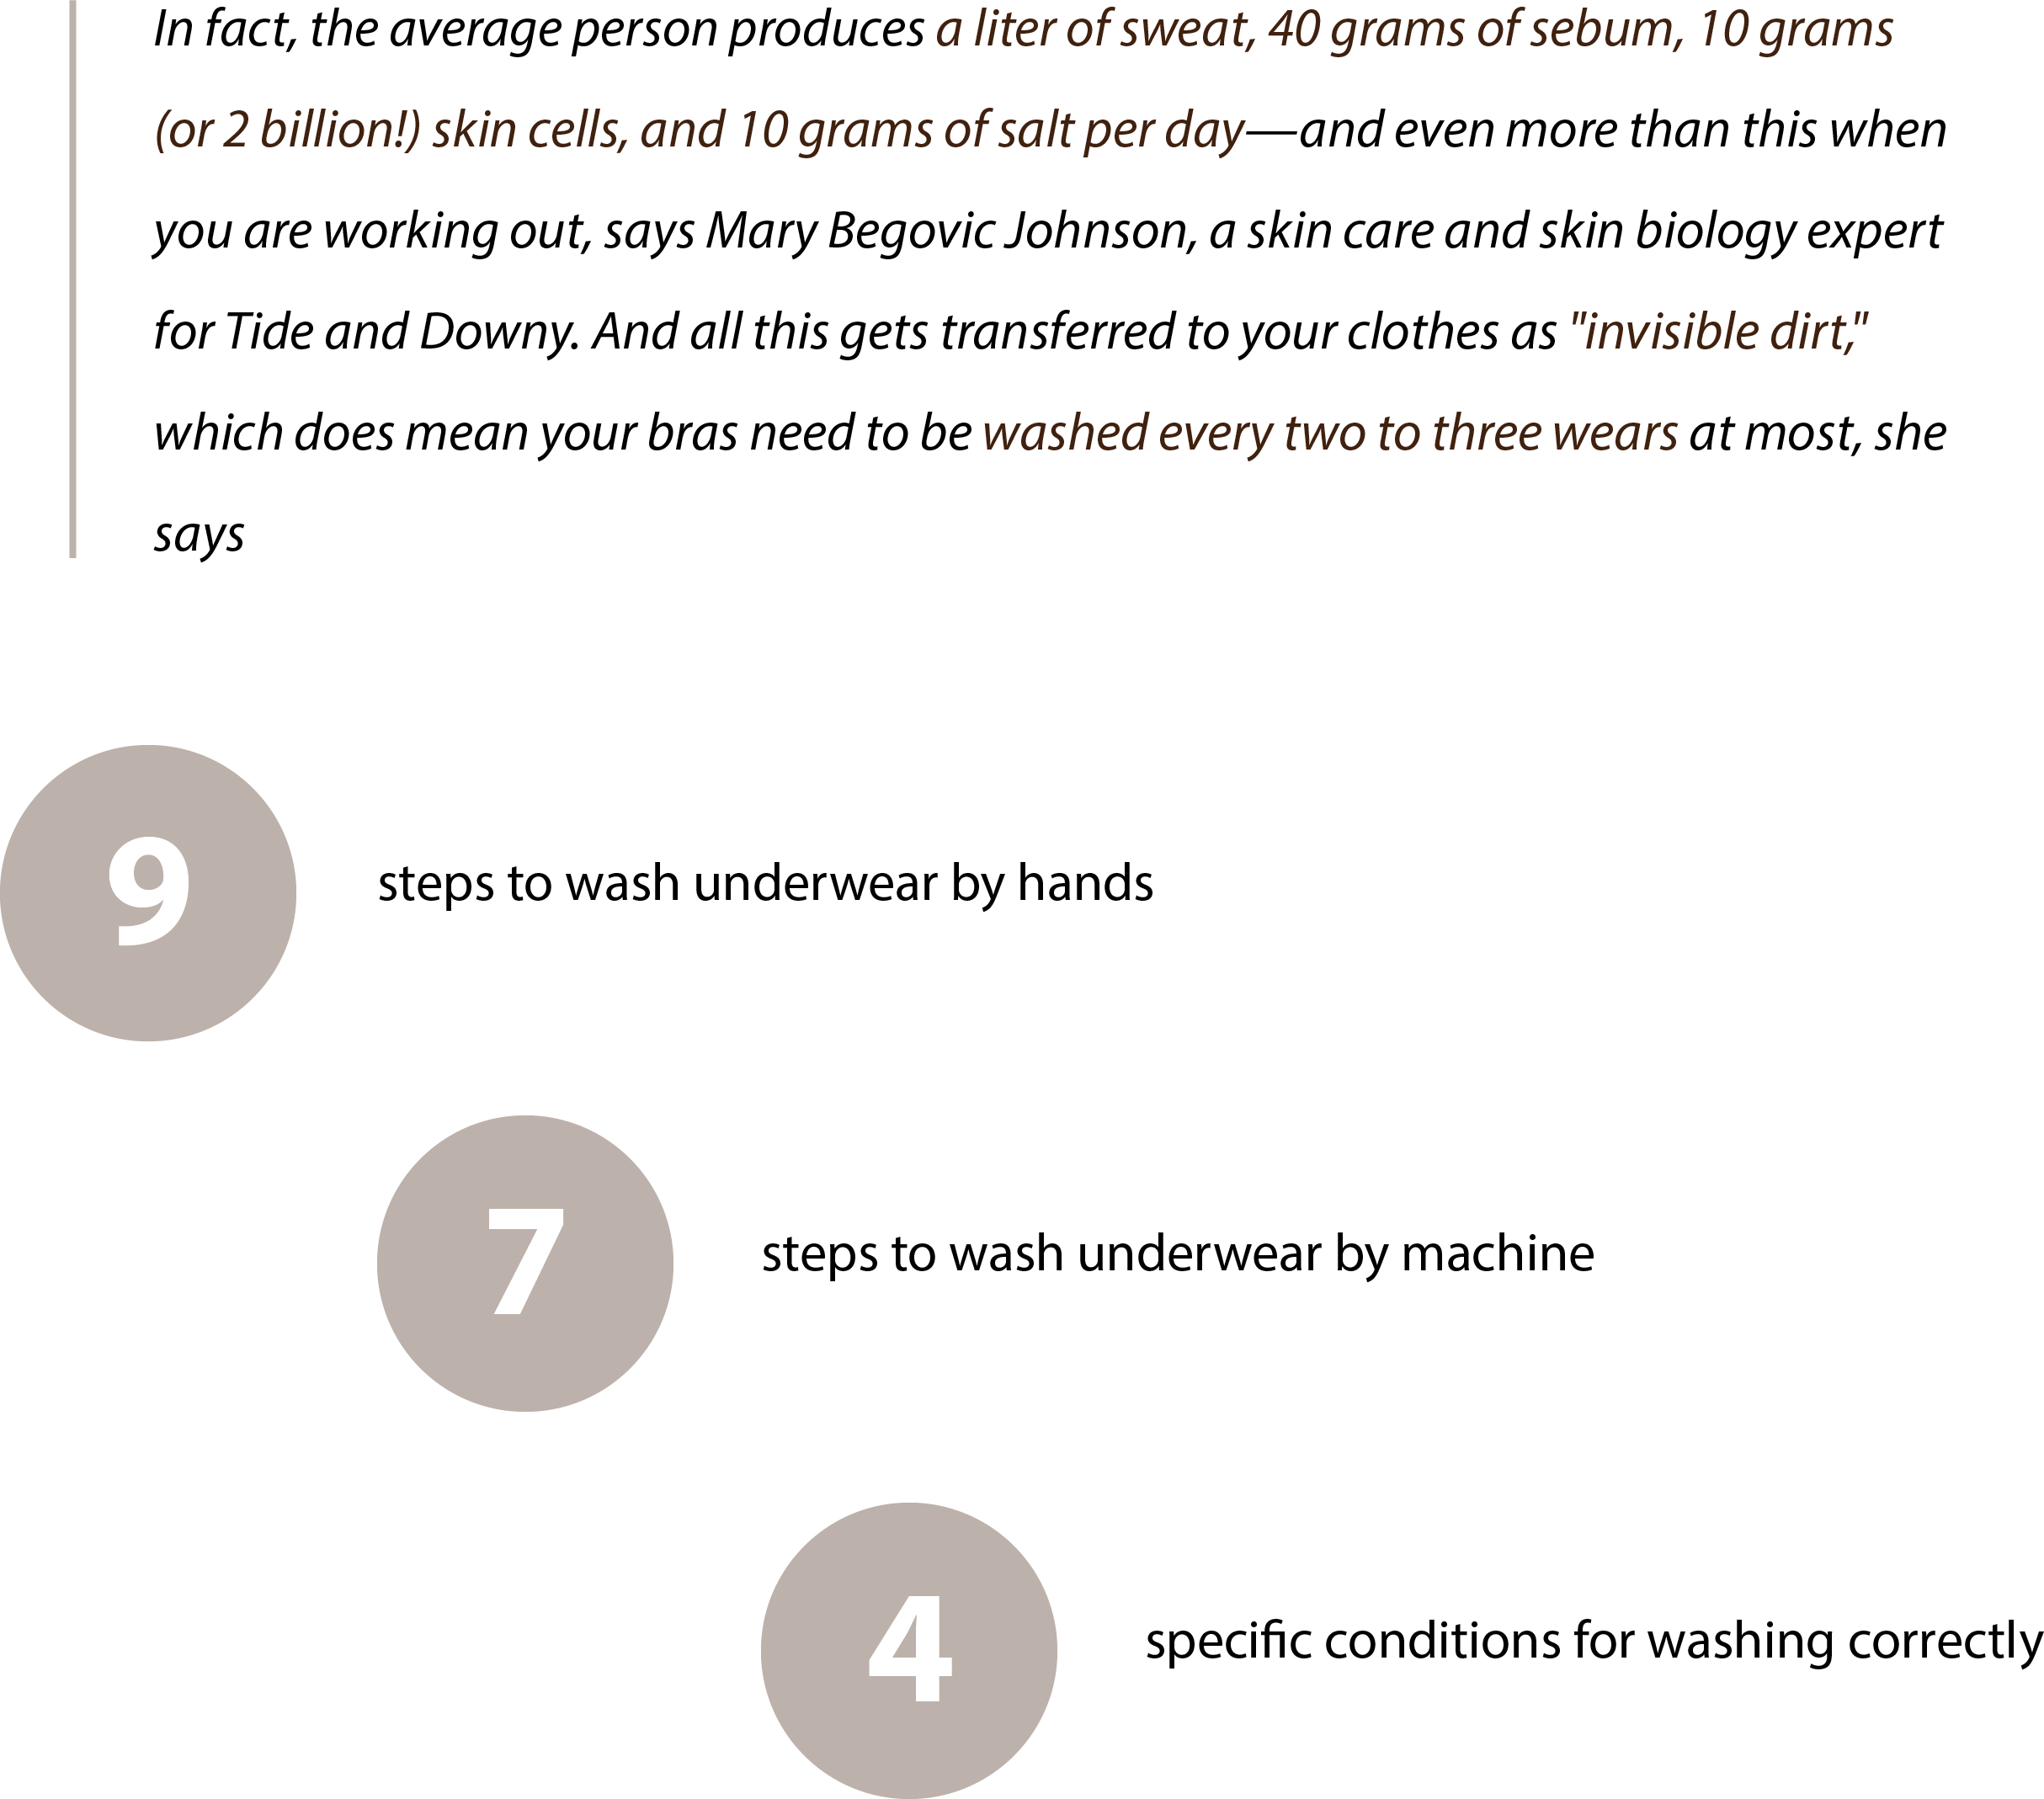 In fact, the average person produces a liter of sweat, 40 grams of sebum, 10 grams
(or 2 billion!) skin cells, and 10 grams of salt per day—and even more than this when
you are working out, says Mary Begovic Johnson, a skin care and skin biology expert
for Tide and Downy. And all this gets transferred to your clothes as "invisible dirt,"
which does mean your bras need to be washed every two to three wears at most, she
says
9
steps to wash underwear by hands
7
steps to wash underwear by machine
4
specific conditions for washing correctly